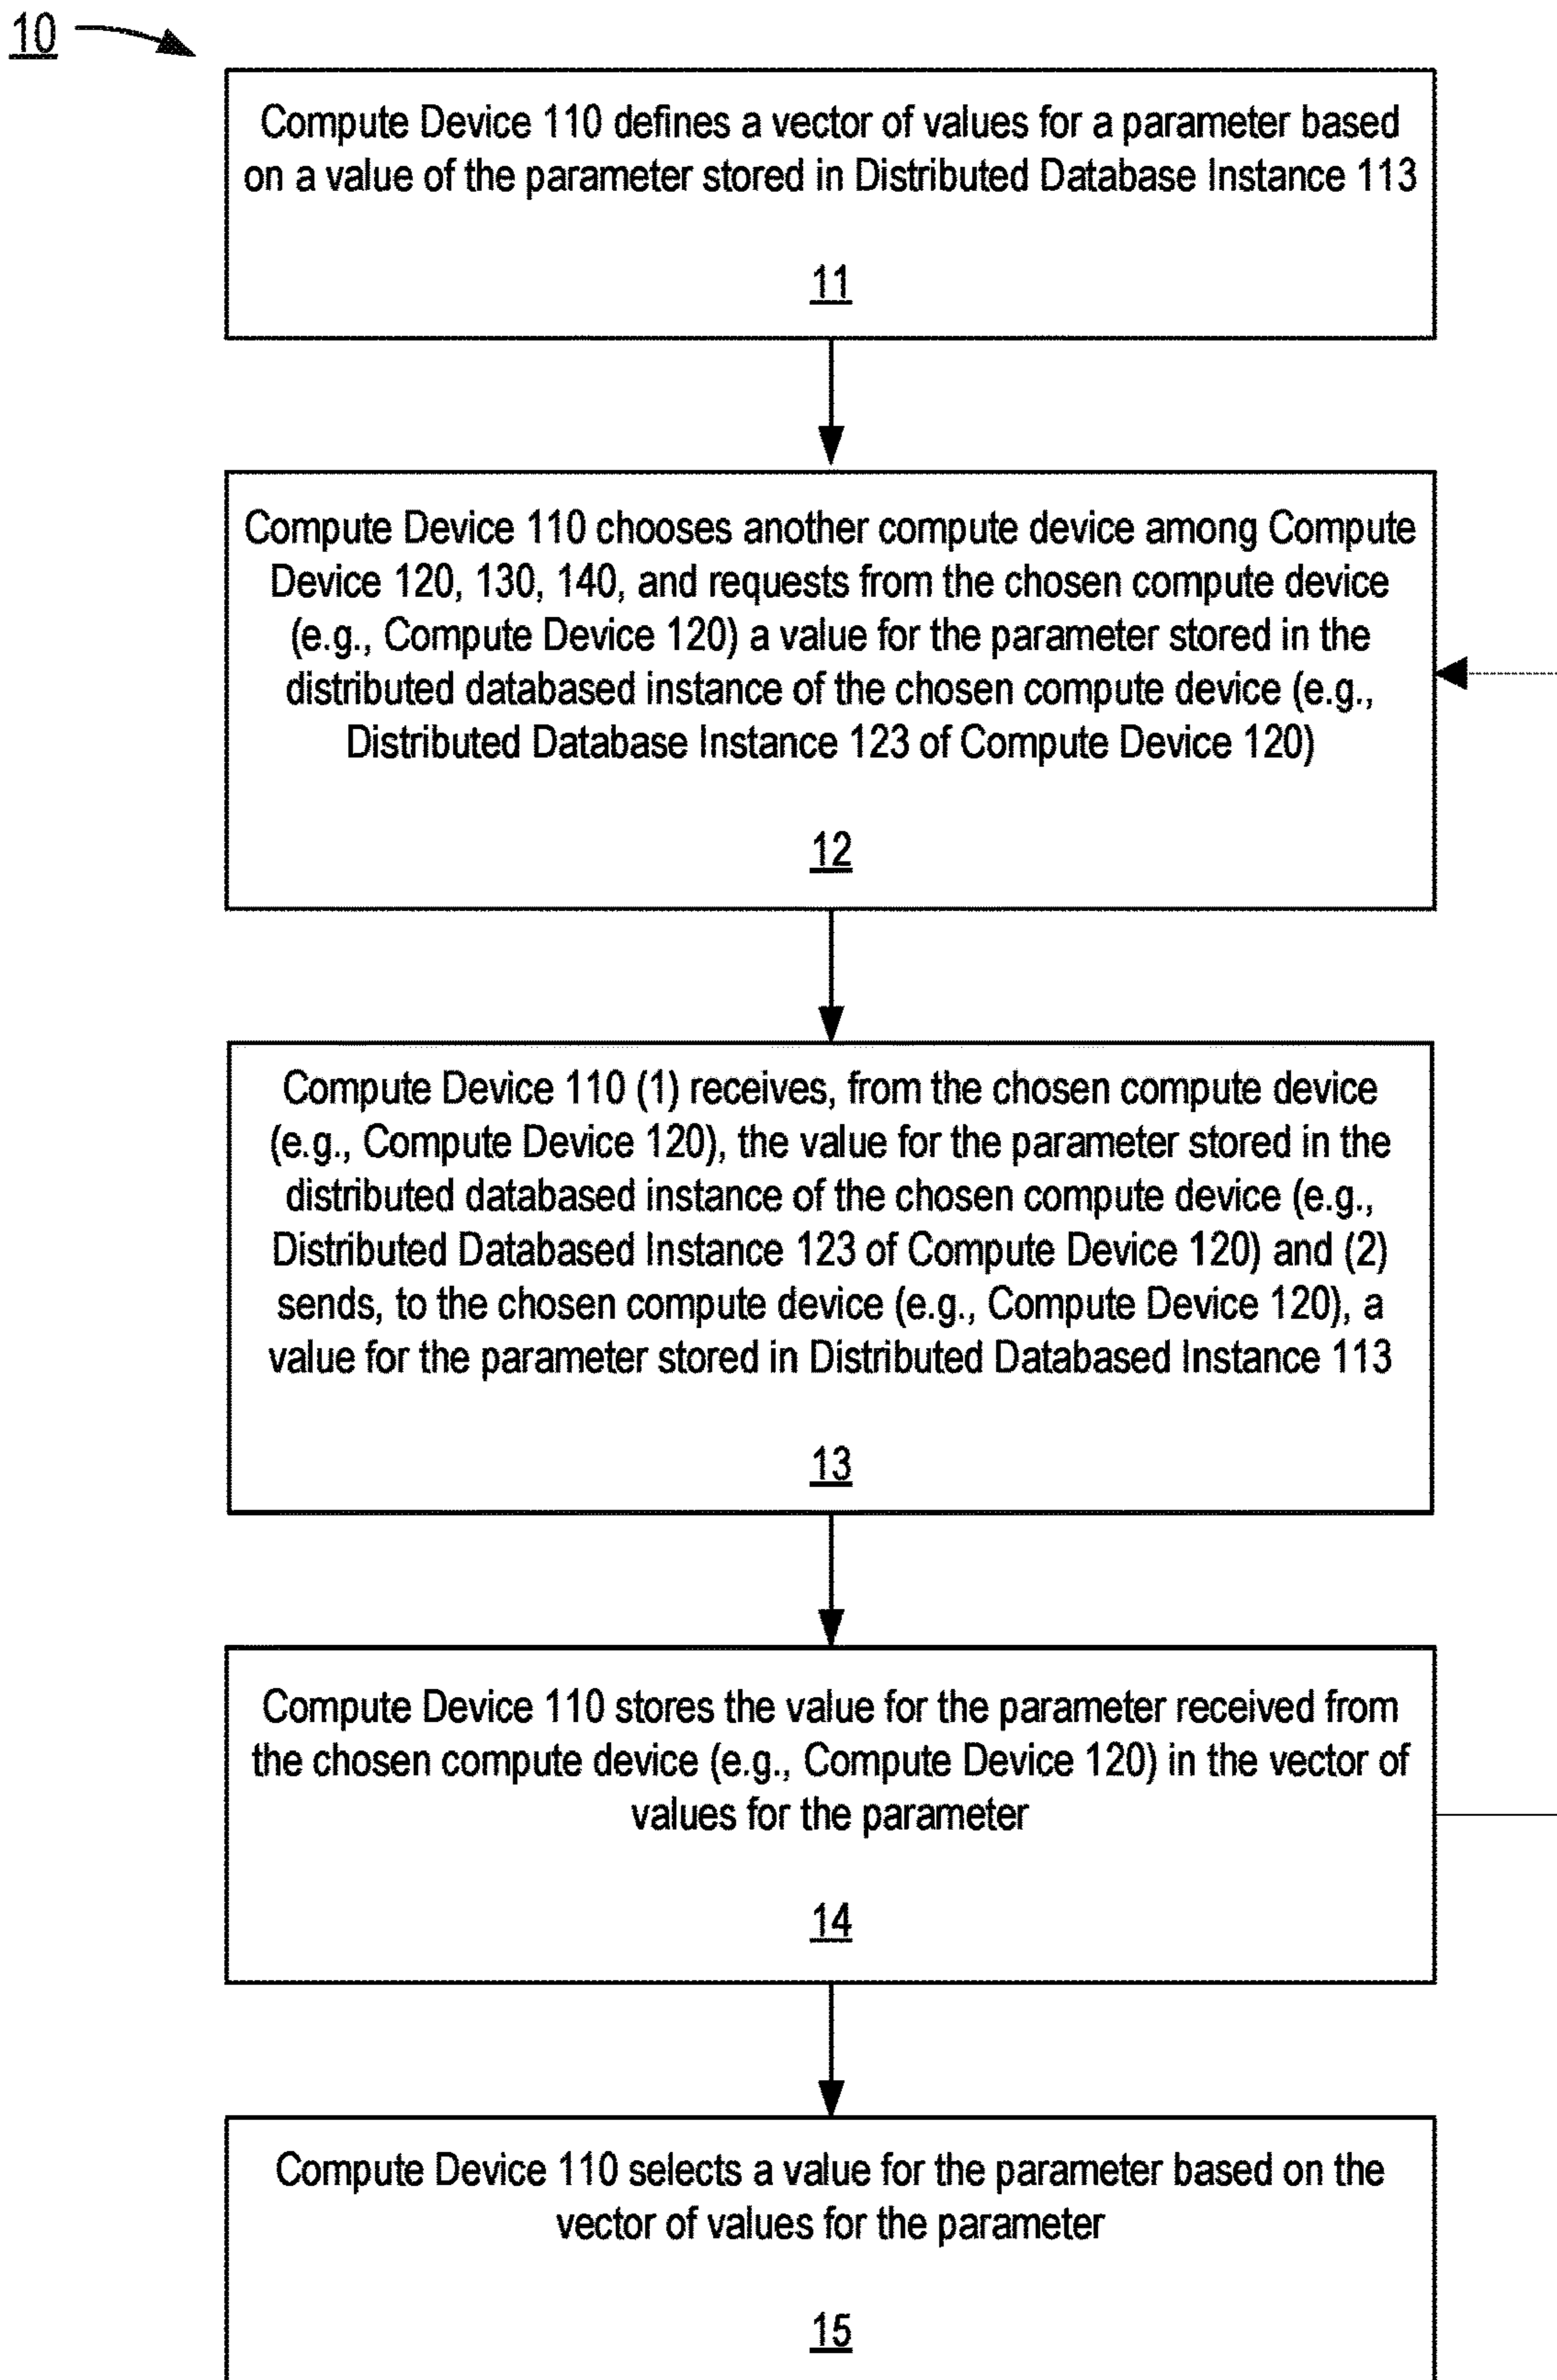 10
Compute Device 110 defines a vector of values for a parameter based
on a value of the parameter stored in Distributed Database Instance 113
11
Compute Device 110 chooses another compute device among Compute
Device 120, 130, 140, and requests from the chosen compute device
(e.g., Compute Device 120) a value for the parameter stored in the
distributed databased instance of the chosen compute device (e.g.,
Distributed Database Instance 123 of Compute Device 120)
12
Compute Device 110 (1) receives, from the chosen compute device
(e.g., Compute Device 120), the value for the parameter stored in the
distributed databased instance of the chosen compute device (e.g.,
Distributed Databased Instance 123 of Compute Device 120) and (2)
sends, to the chosen compute device (e.g., Compute Device 120), a
value for the parameter stored in Distributed Databased Instance 113
13
Compute Device 110 stores the value for the parameter received from
the chosen compute device (e.g., Compute Device 120) in the vector of
values for the parameter
14
Compute Device 110 selects a value for the parameter based on the
vector of values for the parameter
15